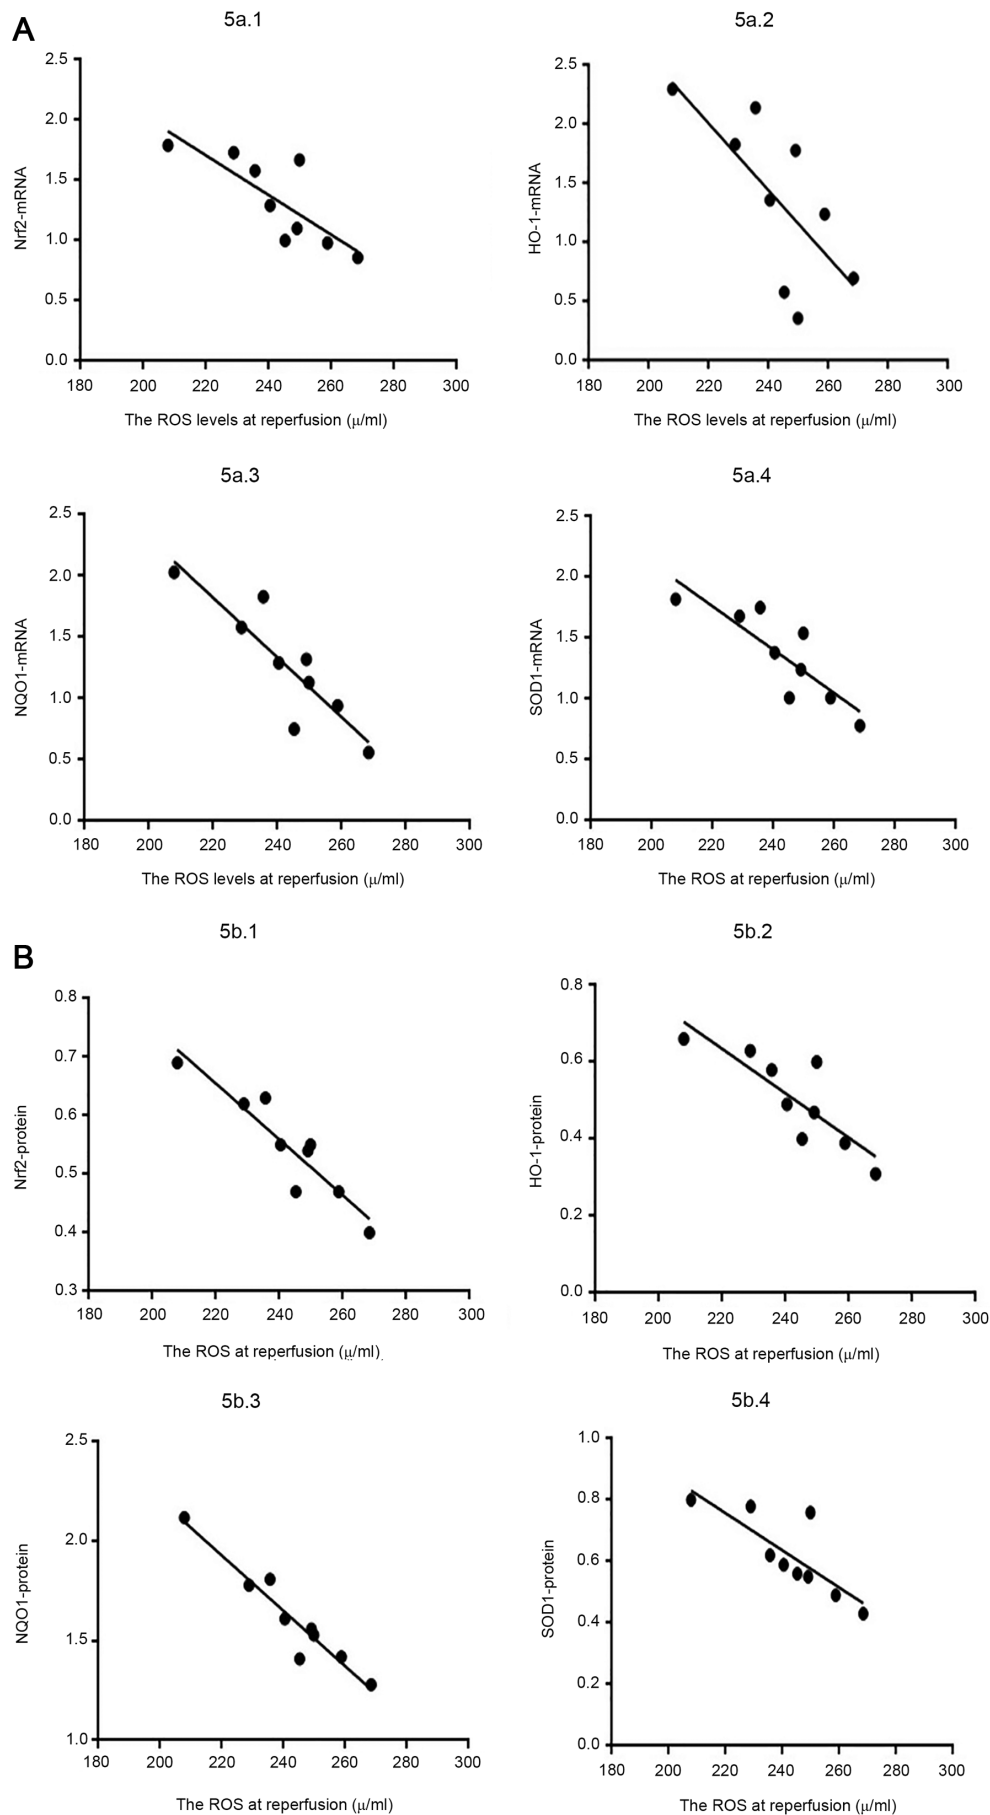 A
5a.1
5a.2
2.5
2.0
1.5
1.0
0.5
0.0
Nrf2-mRNA
180 200 220 240 260 280 300
The ROS levels at reperfusion (μ/ml)
2.5
2.0
1.5
1.0
0.5
0.0
HO-1-mRNA
180 200 220 240 260 280 300
The ROS levels at reperfusion (μ/ml)
5a.3
5a.4
2.5
2.0
1.5
1.0
0.5
0.0
NQO1-mRNA
180 200 220 240 260 280 300
The ROS levels at reperfusion (μ/ml)
2.5
2.0
1.5
1.0
0.5
0.0
SOD1-mRNA
180 200 220 240 260 280 300
The ROS at reperfusion (μ/ml)
B
5b.1
5b.2
0.8
0.7
0.6
0.5
0.4
0.3
Nrf2-protein
180 200 220 240 260 280 300
The ROS at reperfusion (μ/ml)
0.8
0.6
0.4
0.2
0.0
HO-1-protein
180 200 220 240 260 280 300
The ROS at reperfusion (μ/ml)
5b.3
5b.4
2.5
2.0
1.5
1.0
NQO1-protein
180 200 220 240 260 280 300
The ROS at reperfusion (μ/ml)
1.0
0.8
0.6
0.4
0.2
0.0
SOD1-protein
180 200 220 240 260 280 300
The ROS at reperfusion (μ/ml)